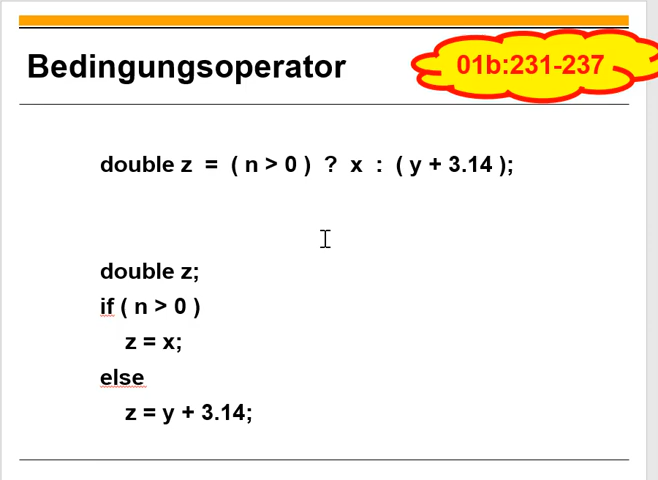 Bedingungsoperator
01b:231-237
double z = ( n > 0 ) ? x : ( y + 3.14 );
double z;
if ( n > 0 )
z = x;
else
z = y + 3.14;